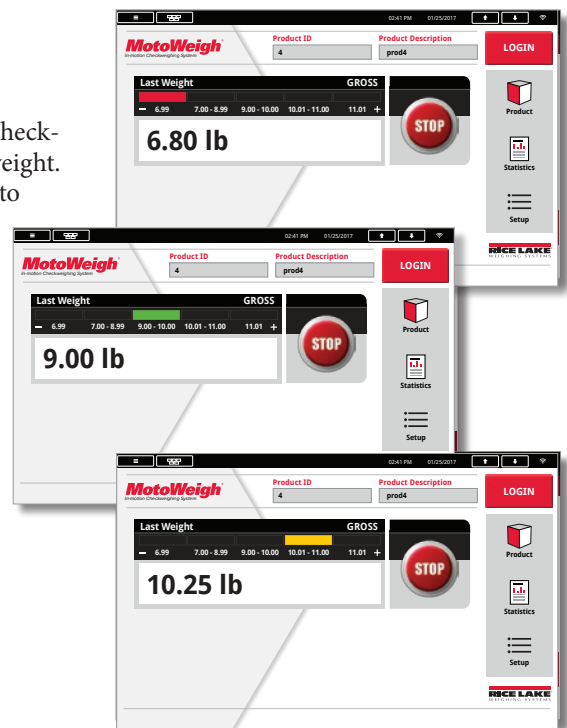 heck-
eight.
to
02:41 PM 01/25/2017
MotoWeigh
In-motion Checkweighing System
Product ID
4
Product Description
prod4
LOGIN
Last Weight GROSS
– 6.99 7.00 - 8.99 9.00 - 10.00 10.01 - 11.00 11.01 +
6.80 lb
STOP
Product
Statistics
Setup
RICE LAKE
WEIGHING SYSTEMS
02:41 PM 01/25/2017
MotoWeigh
In-motion Checkweighing System
Product ID
4
Product Description
prod4
LOGIN
Last Weight GROSS
– 6.99 7.00 - 8.99 9.00 - 10.00 10.01 - 11.00 11.01 +
9.00 lb
STOP
Product
Statistics
Setup
02:41 PM 01/25/2017
MotoWeigh
In-motion Checkweighing System
Product ID
4
Product Description
prod4
LOGIN
Last Weight GROSS
– 6.99 7.00 - 8.99 9.00 - 10.00 10.01 - 11.00 11.01 +
10.25 lb
STOP
Product
Statistics
Setup
RICE LAKE
WEIGHING SYSTEMS